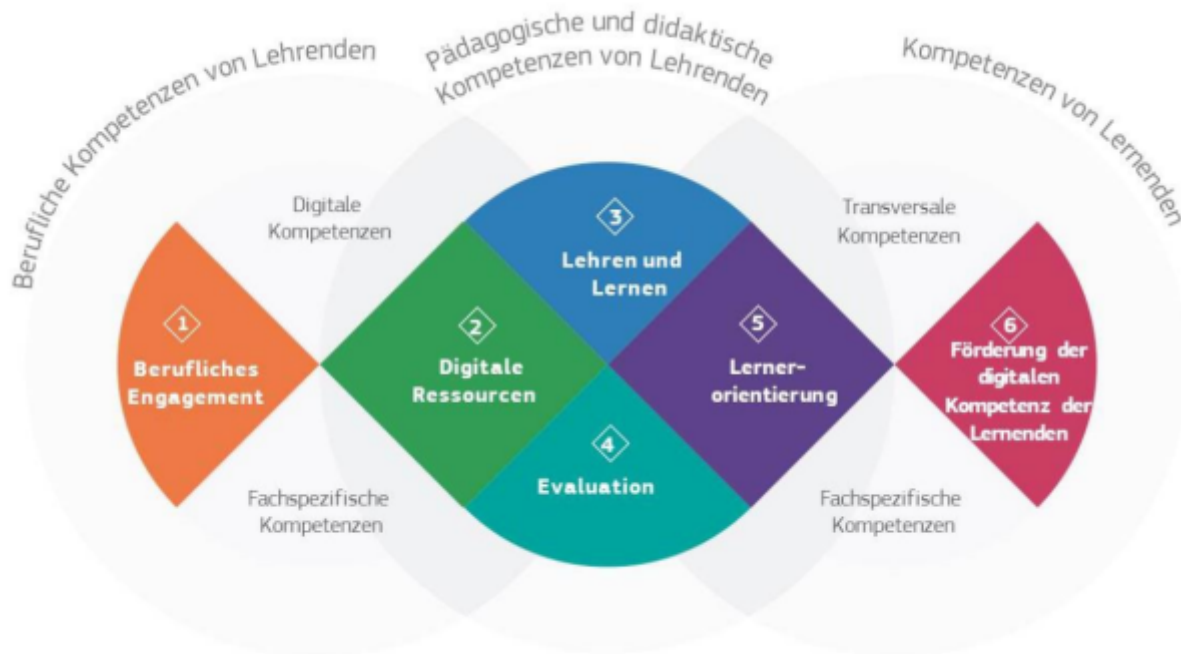 Berufliche Kompetenzen von Lehrenden
Pädagogische und didaktische
Kompetenzen von Lehrenden
Kompetenzen von Lernenden
Digitale
Kompetenzen
Transversale
Kompetenzen
1
Berufliches
Engagement
2
Digitale
Ressourcen
3
Lehren und
Lernen
4
Evaluation
5
Lerner-
orientierung
6
Förderung der
digitalen
Kompetenz der
Lernenden
Fachspezifische
Kompetenzen
Fachspezifische
Kompetenzen